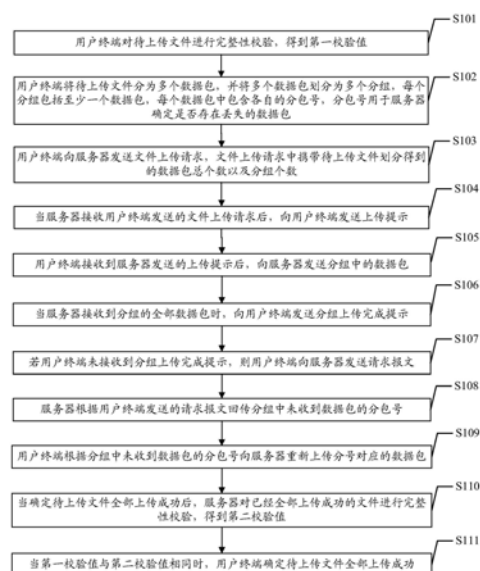 S101
用户终端对待上传文件进行完整性校验，得到第一校验值
S102
用户终端将待上传文件分为多个数据包，并将多个数据包划分为多个分组，每个
分组包括至少一个数据包，每个数据包中包含各自的分包号，分包号用于服务器
确定是否存在丢失的数据包
S103
用户终端向服务器发送文件上传请求，文件上传请求中携带待上传文件划分得到
的数据包总个数以及分组个数
S104
当服务器接收用户终端发送的文件上传请求后，向用户终端发送上传提示
S105
用户终端接收到服务器发送的上传提示后，向服务器发送分组中的数据包
S106
当服务器接收到分组的全部数据包时，向用户终端发送分组上传完成提示
S107
若用户终端未接收到分组上传完成提示，则用户终端向服务器发送请求报文
S108
服务器根据用户终端发送的请求报文回传分组中未收到数据包的分包号
S109
用户终端根据分组中未收到数据包的分包号向服务器重新上传分号对应的数据包
S110
当确定待上传文件全部上传成功后，服务器对已经全部上传成功的文件进行完整
性校验，得到第二校验值
S111
当第一校验值与第二校验值相同时，用户终端确定待上传文件全部上传成功